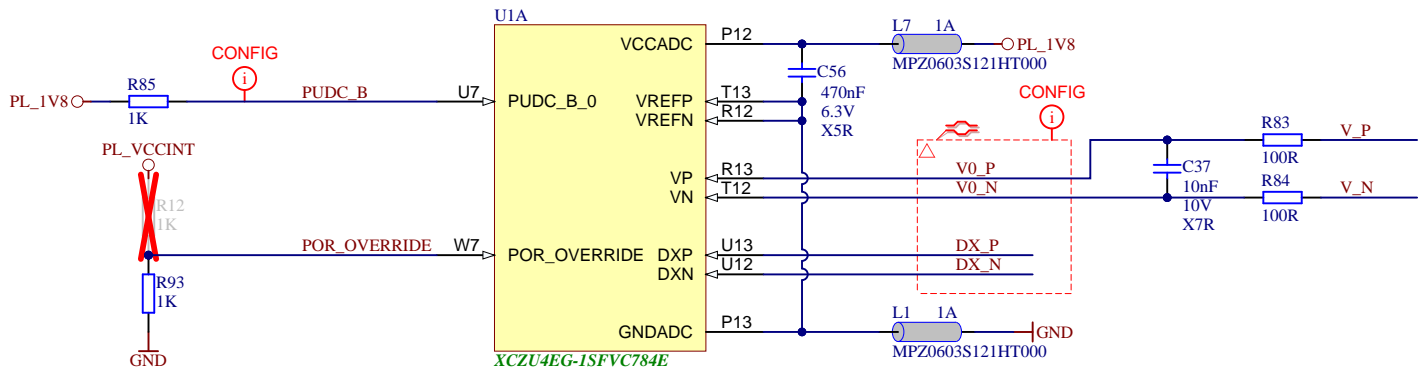 U1A
P12
VCCADC
L7 1A
PL_1V8
MPZ0603S121HT000
CONFIG
i
R85
PL_1V8
1K
PUDC_B
U7
PUDC_B_0
C56
470nF
6.3V
X5R
T13
VREFP
R12
VREFN
CONFIG
i
PL_VCCINT
R12
1K
R83
V_P
100R
R13
VP
V0_P
C37
10nF
10V
X7R
T12
VN
V0_N
R84
V_N
100R
POR_OVERRIDE
W7
POR_OVERRIDE
U13
DXP
DX_P
U12
DXN
DX_N
R93
1K
GND
P13
GNDADC
L1 1A
GND
MPZ0603S121HT000
XCZU4EG-1SFVC784E